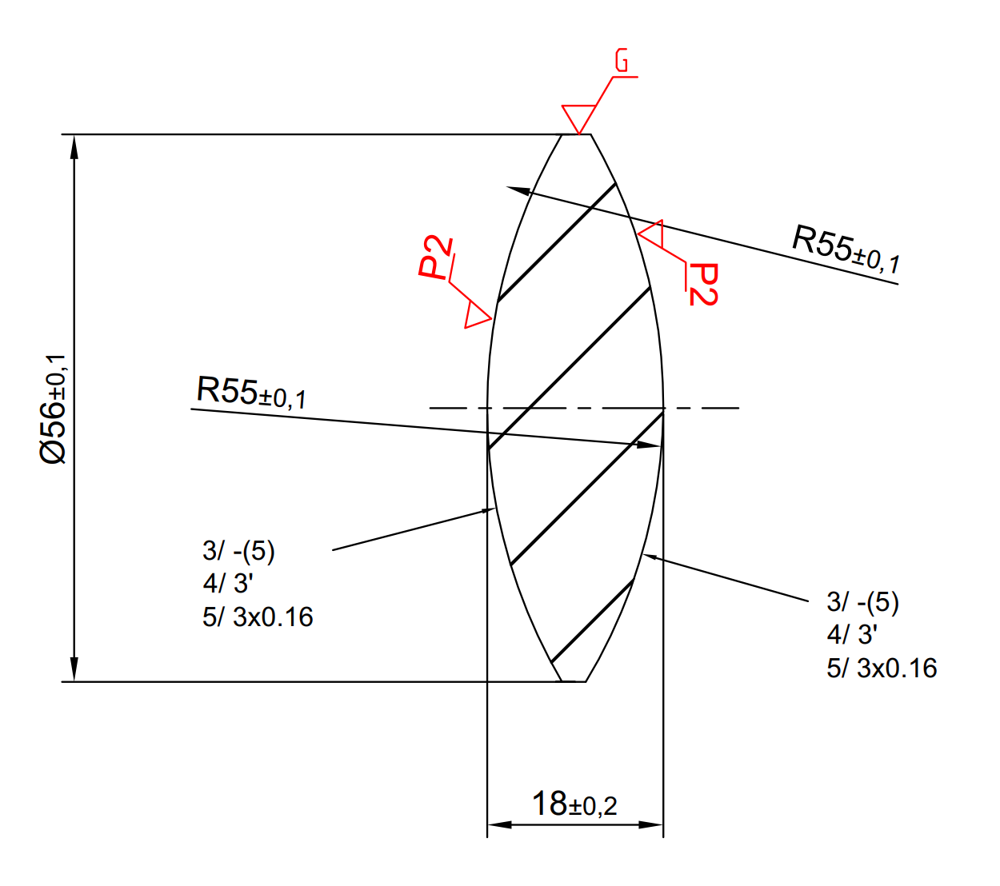 G
R55±0,1
P2
P2
Ø56±0,1
R55±0,1
3/ -(5)
4/ 3'
5/ 3x0.16
3/ -(5)
4/ 3'
5/ 3x0.16
18±0,2